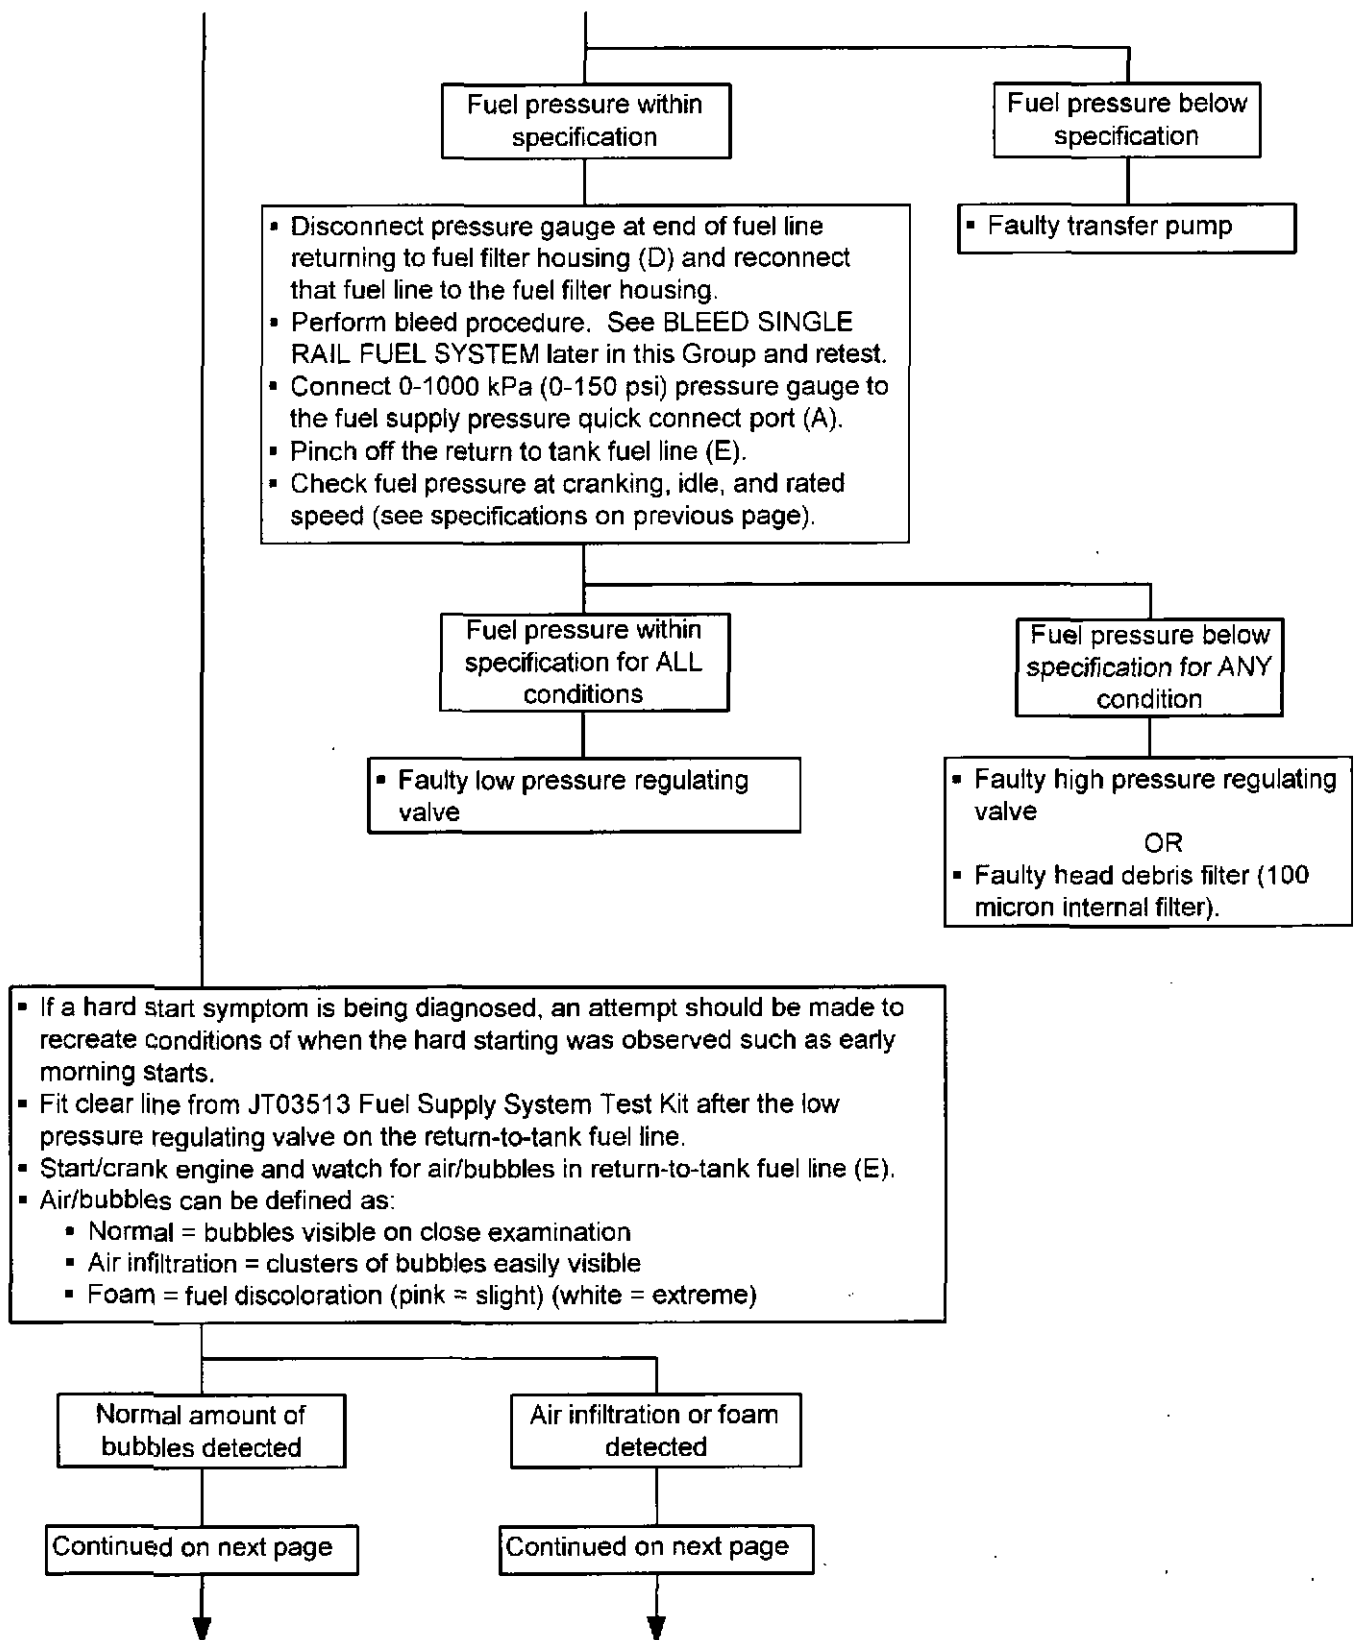 Fuel pressure within
specification
Fuel pressure below
specification
▪ Disconnect pressure gauge at end of fuel line
returning to fuel filter housing (D) and reconnect
that fuel line to the fuel filter housing.
▪ Perform bleed procedure. See BLEED SINGLE
RAIL FUEL SYSTEM later in this Group and retest.
▪ Connect 0-1000 kPa (0-150 psi) pressure gauge to
the fuel supply pressure quick connect port (A).
▪ Pinch off the return to tank fuel line (E).
▪ Check fuel pressure at cranking, idle, and rated
speed (see specifications on previous page).
▪ Faulty transfer pump
Fuel pressure within
specification for ALL
conditions
Fuel pressure below
specification for ANY
condition
▪ Faulty low pressure regulating
valve
▪ Faulty high pressure regulating
valve
OR
▪ Faulty head debris filter (100
micron internal filter).
▪ If a hard start symptom is being diagnosed, an attempt should be made to
recreate conditions of when the hard starting was observed such as early
morning starts.
▪ Fit clear line from JT03513 Fuel Supply System Test Kit after the low
pressure regulating valve on the return-to-tank fuel line.
▪ Start/crank engine and watch for air/bubbles in return-to-tank fuel line (E).
▪ Air/bubbles can be defined as:
▪ Normal = bubbles visible on close examination
▪ Air infiltration = clusters of bubbles easily visible
▪ Foam = fuel discoloration (pink = slight) (white = extreme)
Normal amount of
bubbles detected
Air infiltration or foam
detected
Continued on next page
Continued on next page